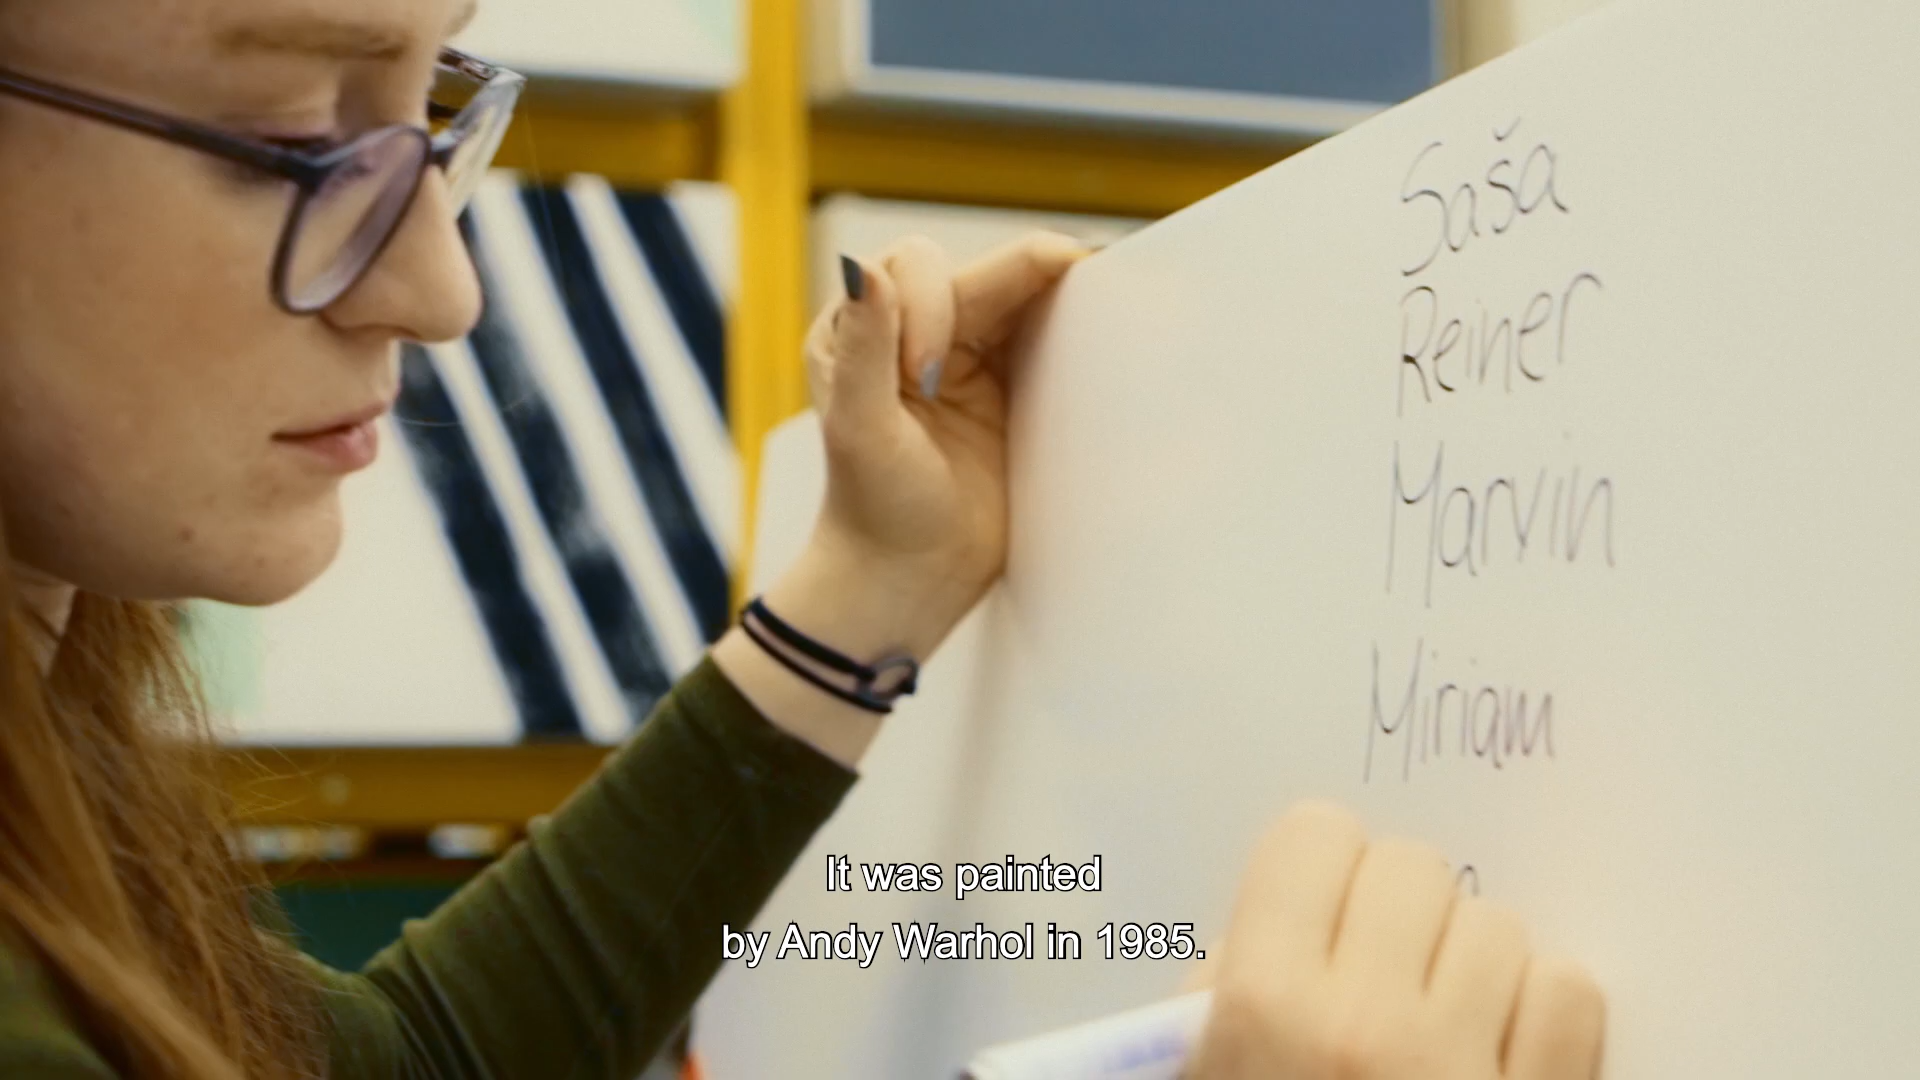 Saša
Reiner
Marvin
Miriam
It was painted
by Andy Warhol in 1985.